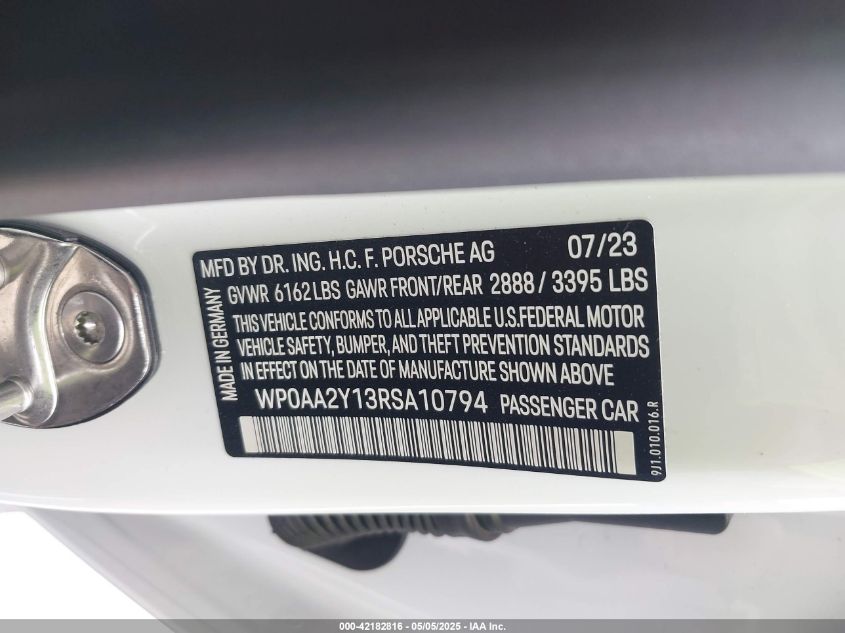 MFD BY DR. ING. H.C. F. PORSCHE AG 07/23
GVWR 6162 LBS GAWR FRONT/REAR 2888 / 3395 LBS
THIS VEHICLE CONFORMS TO ALL APPLICABLE U.S. FEDERAL MOTOR
VEHICLE SAFETY, BUMPER, AND THEFT PREVENTION STANDARDS
IN EFFECT ON THE DATE OF MANUFACTURE SHOWN ABOVE
WP0AA2Y13RSA10794 PASSENGER CAR
MADE IN GERMANY
9J1.010.016.R
000-42182816 - 05/05/2025 - IAA Inc.